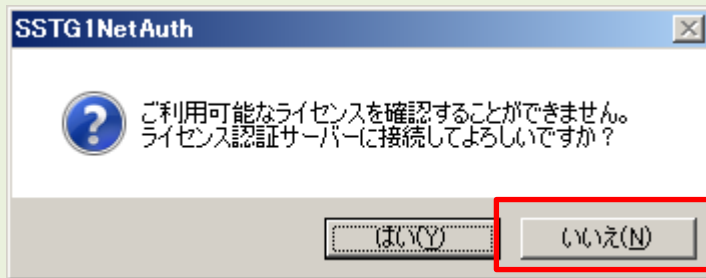 SSTG1NetAuth
ご利用可能なライセンスを確認することができません。
ライセンス認証サーバーに接続してよろしいですか？
はい(Y)
いいえ(N)